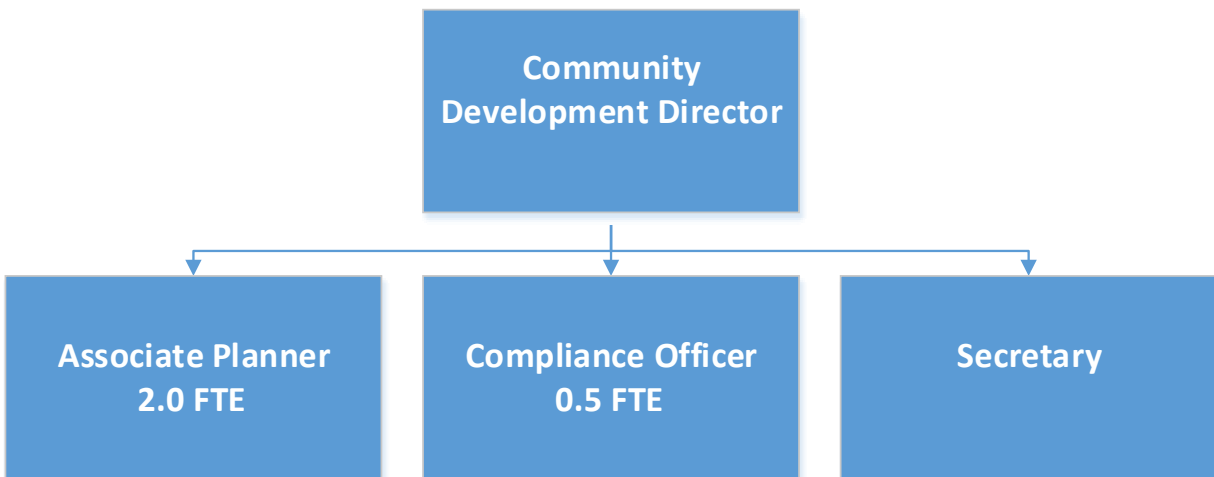 Community
Development Director
Associate Planner
2.0 FTE
Compliance Officer
0.5 FTE
Secretary